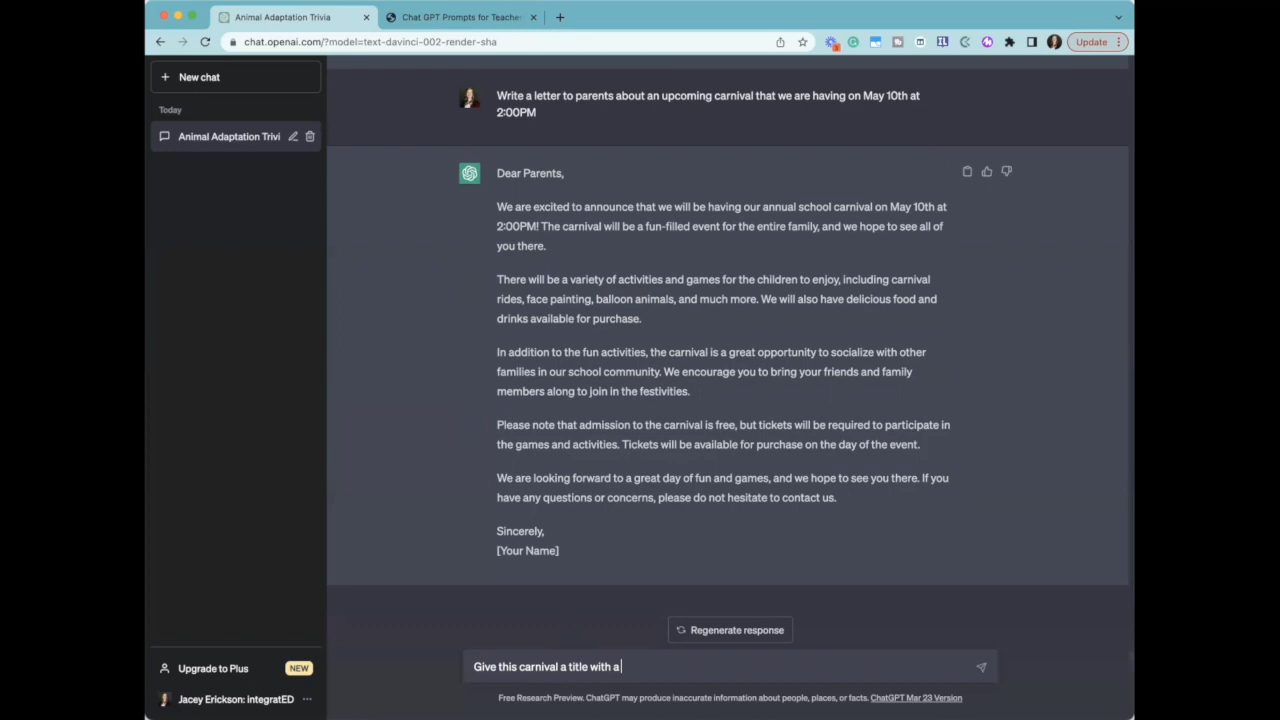 Animal Adaptation Trivia
Chat GPT Prompts for Teacher
chat.openai.com/?model=text-davinci-002-render-sha
Update
New chat
Today
Animal Adaptation Trivi
Write a letter to parents about an upcoming carnival that we are having on May 10th at
2:00PM
Dear Parents,
We are excited to announce that we will be having our annual school carnival on May 10th at
2:00PM! The carnival will be a fun-filled event for the entire family, and we hope to see all of
you there.
There will be a variety of activities and games for the children to enjoy, including carnival
rides, face painting, balloon animals, and much more. We will also have delicious food and
drinks available for purchase.
In addition to the fun activities, the carnival is a great opportunity to socialize with other
families in our school community. We encourage you to bring your friends and family
members along to join in the festivities.
Please note that admission to the carnival is free, but tickets will be required to participate in
the games and activities. Tickets will be available for purchase on the day of the event.
We are looking forward to a great day of fun and games, and we hope to see you there. If you
have any questions or concerns, please do not hesitate to contact us.
Sincerely,
[Your Name]
Regenerate response
Give this carnival a title with a
Upgrade to Plus
NEW
Jacey Erickson: integratED
Free Research Preview. ChatGPT may produce inaccurate information about people, places, or facts. ChatGPT Mar 23 Version